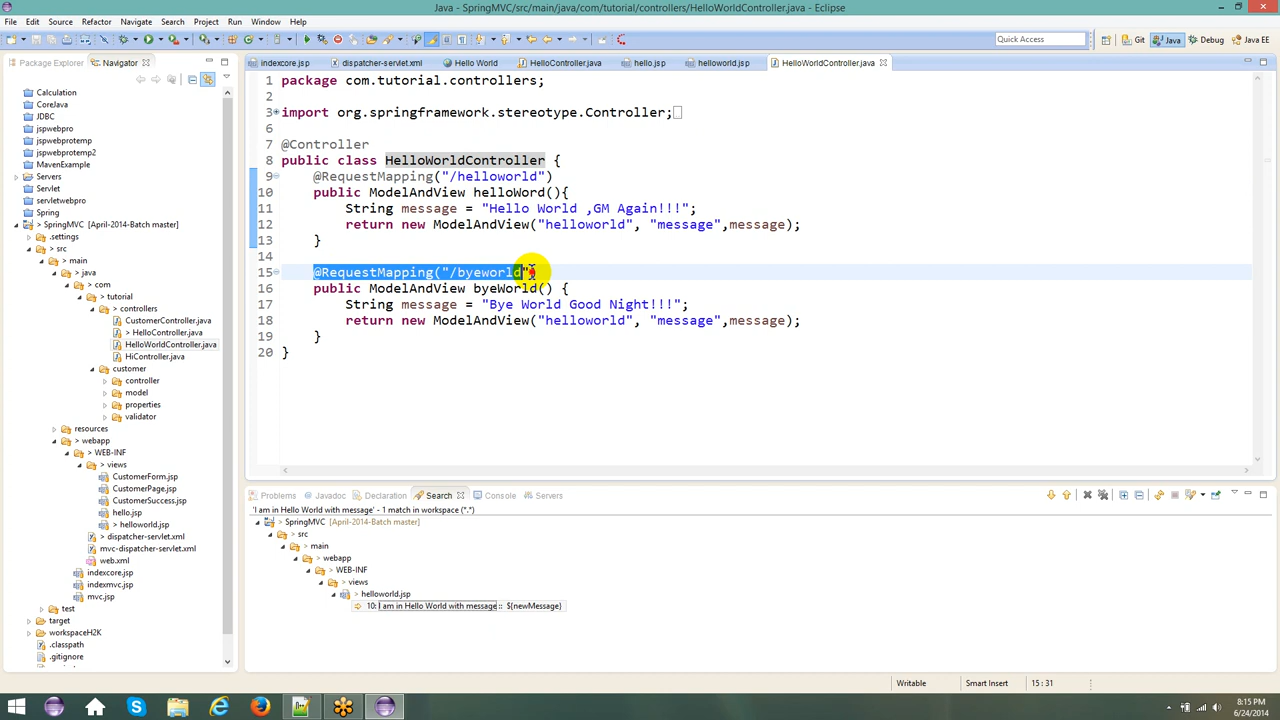 Java - SpringMVC/src/main/java/com/tutorial/controllers/HelloWorldController.java - Eclipse
File Edit Source Refactor Navigate Search Project Run Window Help
Quick Access Git Java Debug Java EE
Package Explorer Navigator
indexcore.jsp dispatcher-servlet.xml Hello World HelloController.java hello.jsp helloworld.jsp HelloWorldController.java
Calculation
CoreJava
JDBC
jspwebpro
jspwebprotemp
jspwebprotemp2
MavenExample
Servers
Servlet
servletwebpro
Spring
> SpringMVC [April-2014-Batch master]
.settings
> src
> main
> java
> com
> tutorial
> controllers
CustomerController.java
> HelloController.java
HelloWorldController.java
HiController.java
customer
controller
model
properties
validator
resources
> webapp
> WEB-INF
> views
CustomerForm.jsp
CustomerPage.jsp
CustomerSuccess.jsp
hello.jsp
> helloworld.jsp
> dispatcher-servlet.xml
mvc-dispatcher-servlet.xml
web.xml
indexcore.jsp
indexmvc.jsp
mvc.jsp
test
target
workspaceH2K
.classpath
.gitignore
1 package com.tutorial.controllers;
2
3 import org.springframework.stereotype.Controller;
6
7 @Controller
8 public class HelloWorldController {
9 @RequestMapping("/helloworld")
10 public ModelAndView helloWord(){
11 String message = "Hello World ,GM Again!!!";
12 return new ModelAndView("helloworld", "message",message);
13 }
14
15 @RequestMapping("/byeworld")
16 public ModelAndView byeWorld() {
17 String message = "Bye World Good Night!!!";
18 return new ModelAndView("helloworld", "message",message);
19 }
20 }
Problems Javadoc Declaration Search Console Servers
'I am in Hello World with message' - 1 match in workspace (*.*)
> SpringMVC [April-2014-Batch master]
> src
> main
> webapp
> WEB-INF
> views
> helloworld.jsp
10: I am in Hello World with message :: ${newMessage}
Writable Smart Insert 15 : 31
8:15 PM
6/24/2014